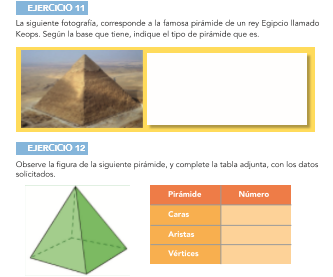 EJERCICIO 11
La siguiente fotografía, corresponde a la famosa pirámide de un rey Egipcio llamado
Keops. Según la base que tiene, indique el tipo de pirámide que es.
EJERCICIO 12
Observe la figura de la siguiente pirámide, y complete la tabla adjunta, con los datos
solicitados.
Pirámide Número
Caras
Aristas
Vértices